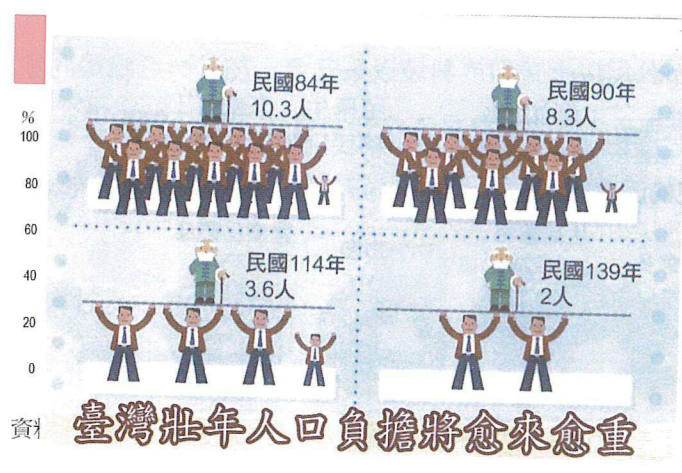 %
100
80
60
40
20
0
民國84年
10.3人
民國90年
8.3人
民國114年
3.6人
民國139年
2人
臺灣壯年人口負擔將愈來愈重
資料